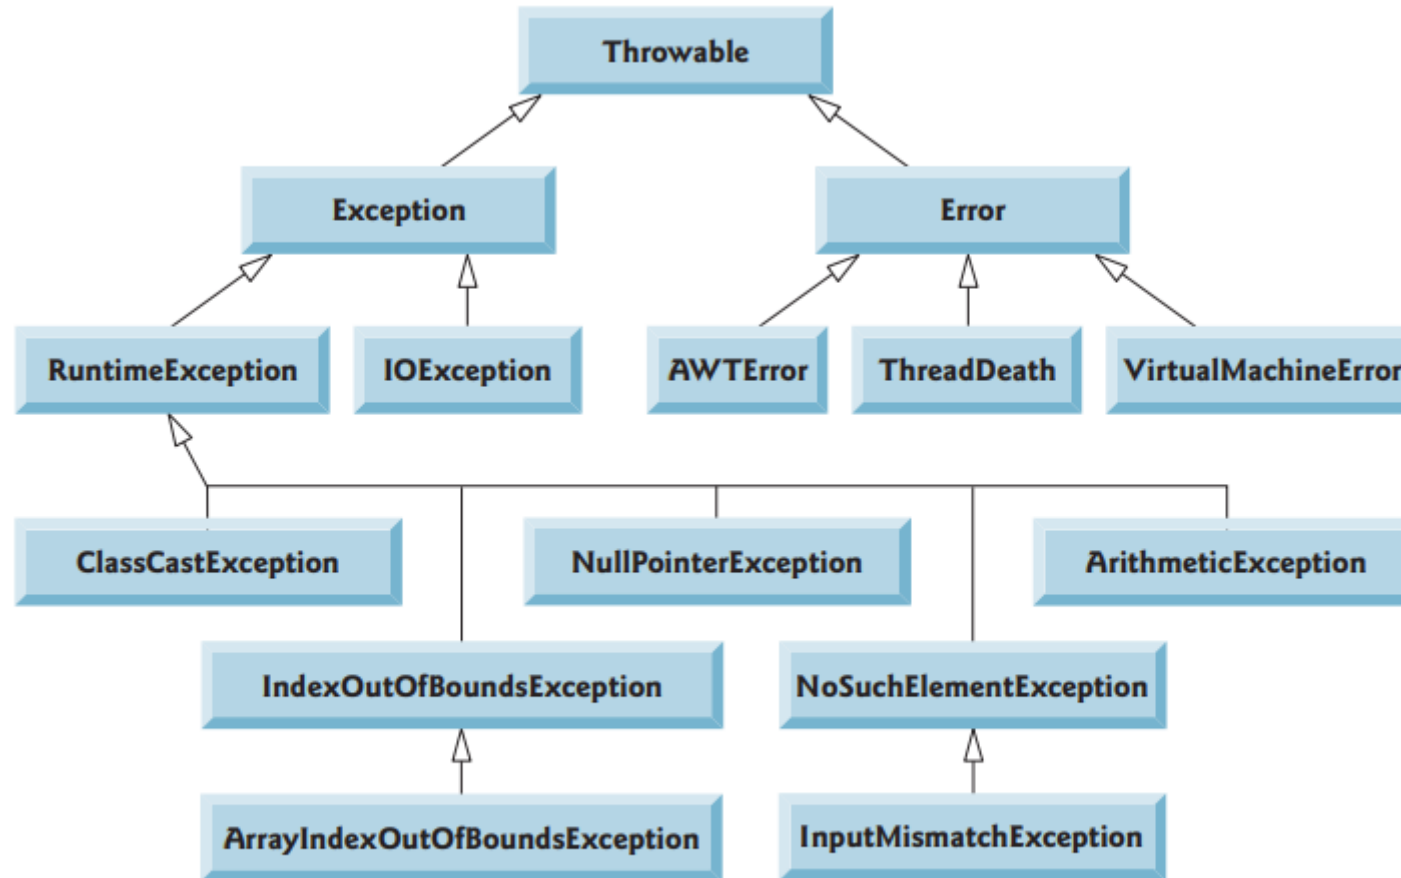 Throwable
Exception
Error
RuntimeException
IOException
AWTError
ThreadDeath
VirtualMachineError
ClassCastException
NullPointerException
ArithmeticException
IndexOutOfBoundsException
NoSuchElementException
ArrayIndexOutOfBoundsException
InputMismatchException